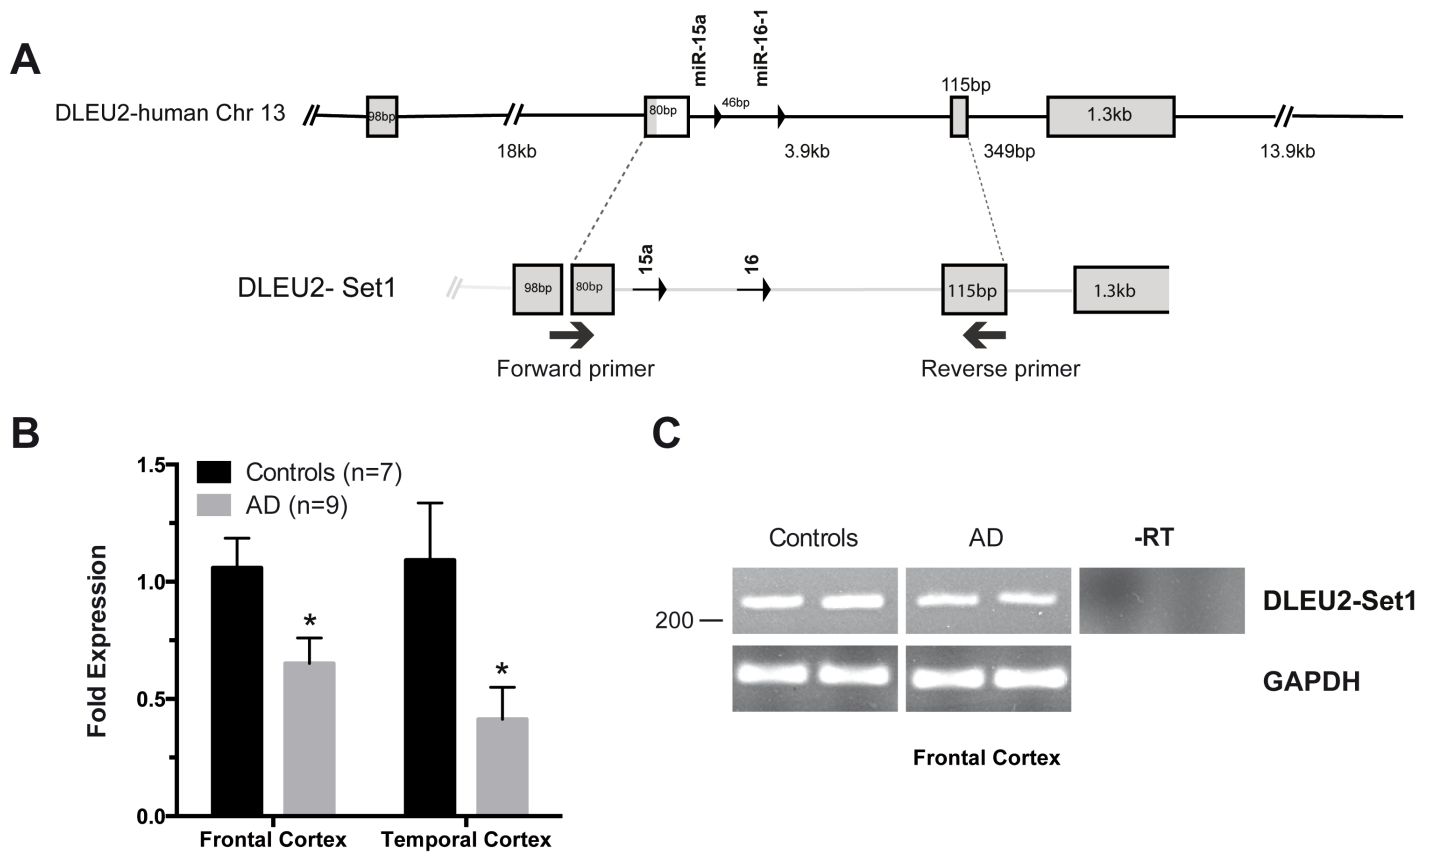 A
miR-15a
miR-16-1
DLEU2-human Chr 13
98bp
80bp
46bp
115bp
1.3kb
18kb
3.9kb
349bp
13.9kb
DLEU2- Set1
98bp
80bp
15a
16
115bp
1.3kb
Forward primer
Reverse primer
B
Fold Expression
1.5
1.0
0.5
0.0
Controls (n=7)
AD (n=9)
*
*
Frontal Cortex
Temporal Cortex
C
Controls
AD
-RT
200
DLEU2-Set1
GAPDH
Frontal Cortex